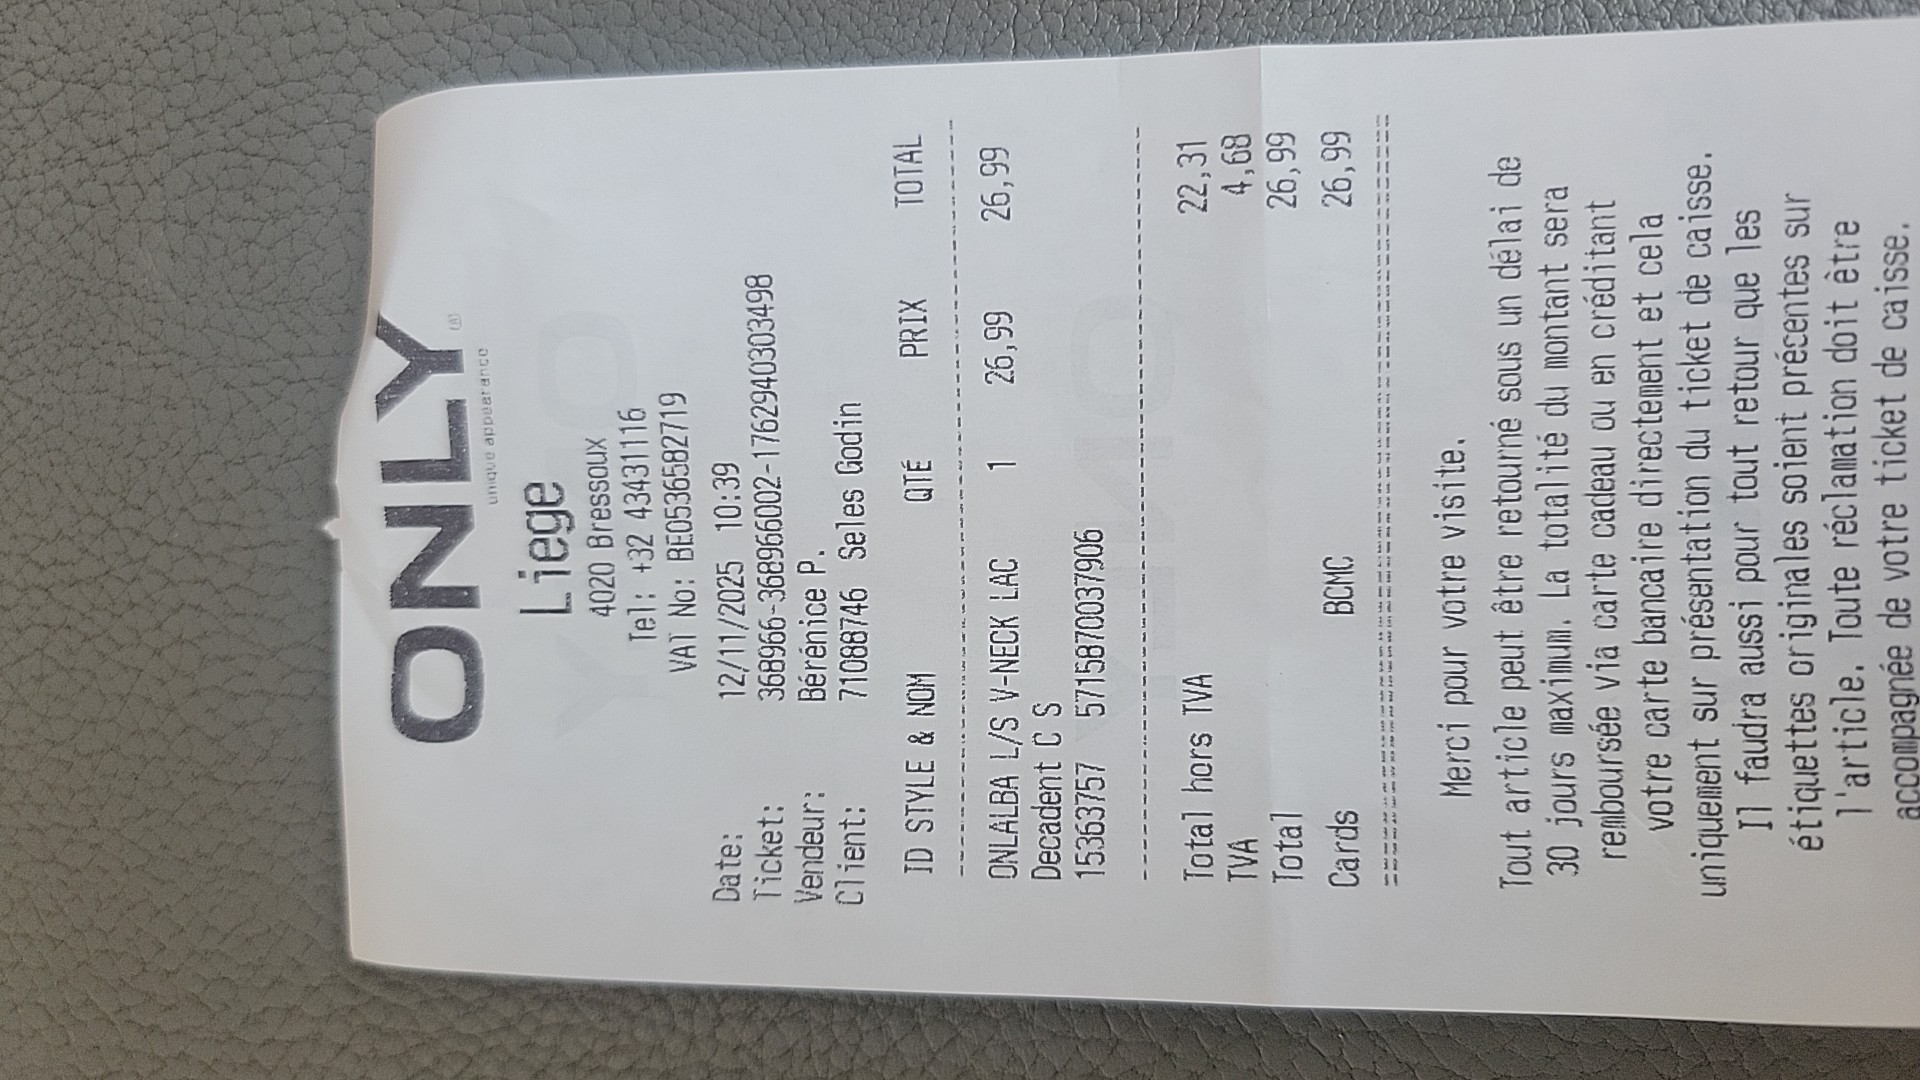 ONLY
unique appearance
Liege
4020 Bressoux
Tel: +32 43431116
VAT No: BE0536582719
Date: 12/11/2025 10:39
Ticket: 368966-368966002-1762940303498
Vendeur: Bérénice P.
Client: 71088746 Seles Godin
ID STYLE & NOM QTÉ PRIX TOTAL
ONLALBA L/S V-NECK LAC 1 26,99 26,99
Decadent C S
15363757 5715870037906
Total hors TVA 22,31
TVA 4,68
Total 26,99
Cards BCMC 26,99
Merci pour votre visite.
Tout article peut être retourné sous un délai de
30 jours maximum. La totalité du montant sera
remboursée via carte cadeau ou en créditant
votre carte bancaire directement et cela
uniquement sur présentation du ticket de caisse.
Il faudra aussi pour tout retour que les
étiquettes originales soient précentes sur
l'article. Toute réclamation doit être
accompagnée de votre ticket de caisse.